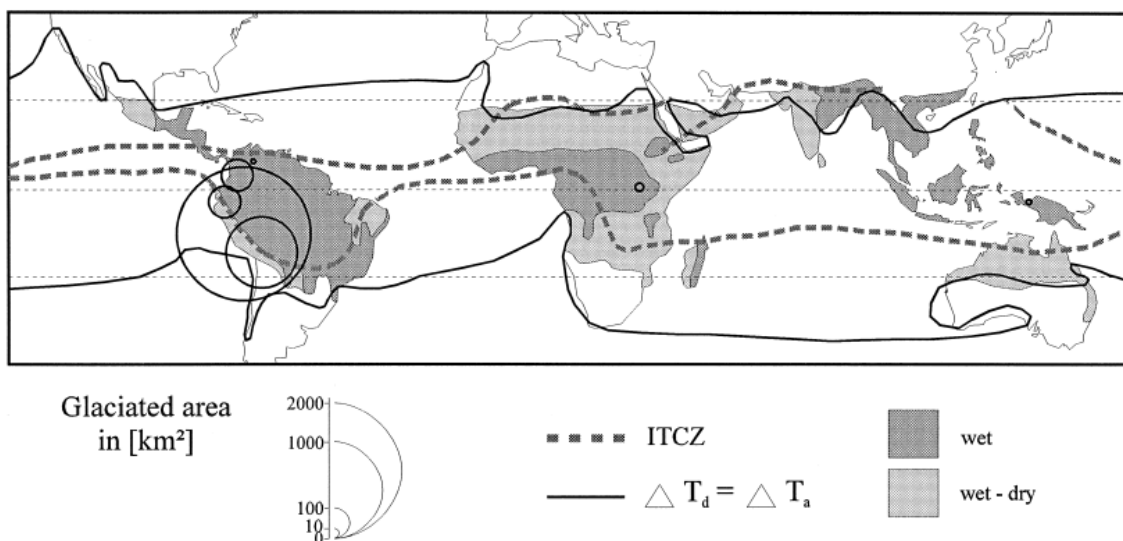 Glaciated area
in [km²]
2000
1000
100
10
0
ITCZ
△ T_d = △ T_a
wet
wet - dry